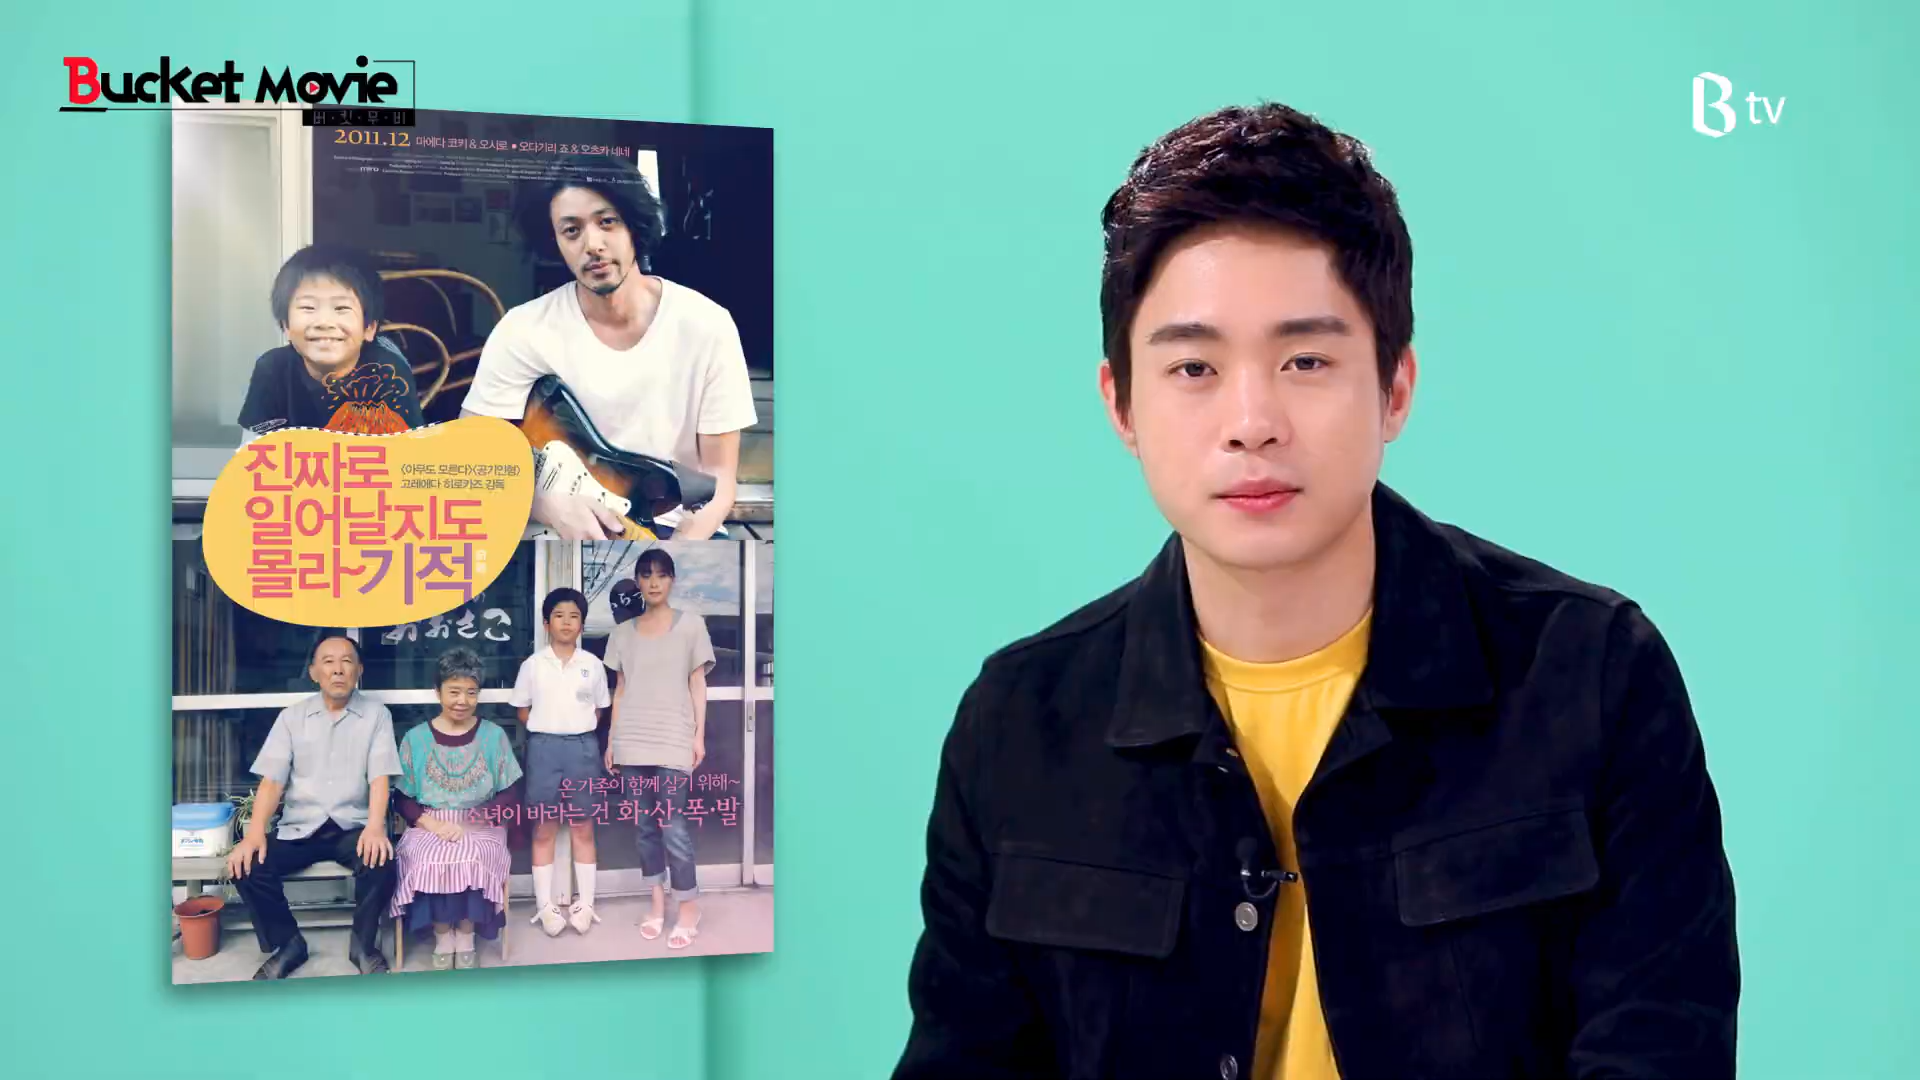 Bucket Movie
버·킷·무·비
B tv
2011.12 마에다 코키 & 오시로 • 오다기리 죠 & 오츠카 네네
진짜로
<아무도 모른다><공기인형>
고레에다 히로카즈 감독
일어날지도
몰라~기적
おおさこ
온 가족이 함께 살기 위해~
소년이 바라는 건 화·산·폭·발